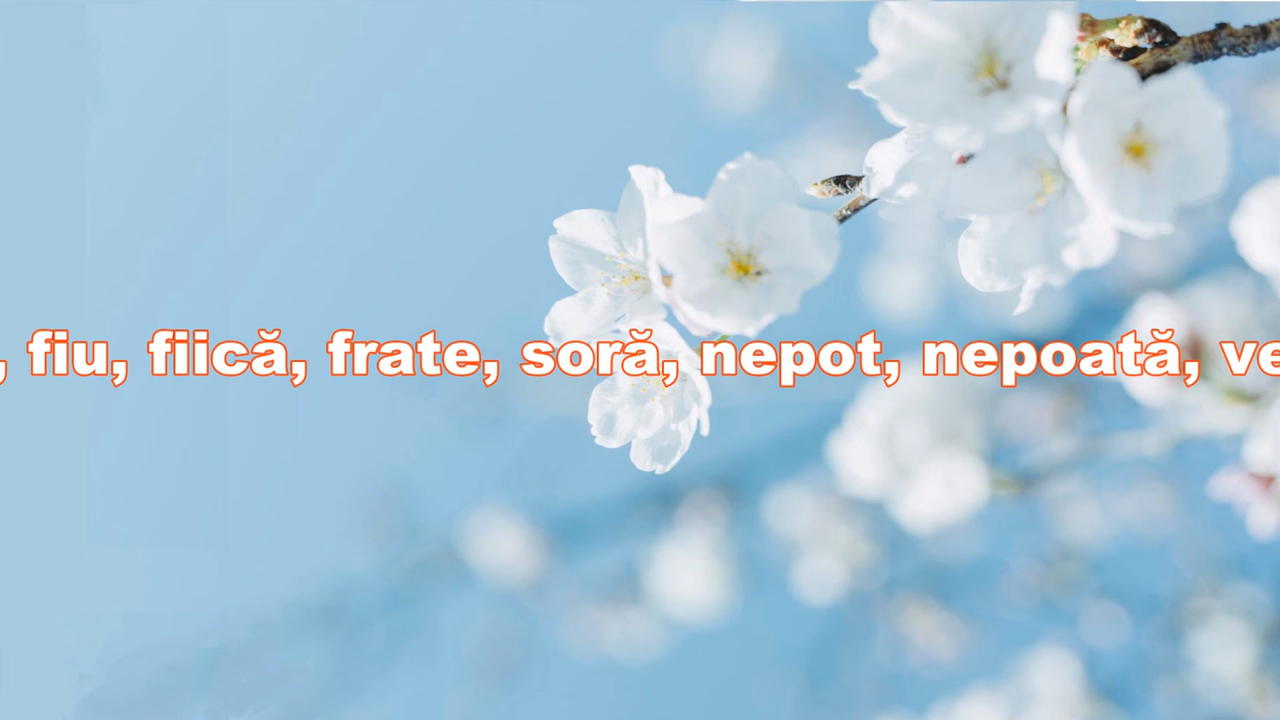 , fiu, fiică, frate, soră, nepot, nepoată,